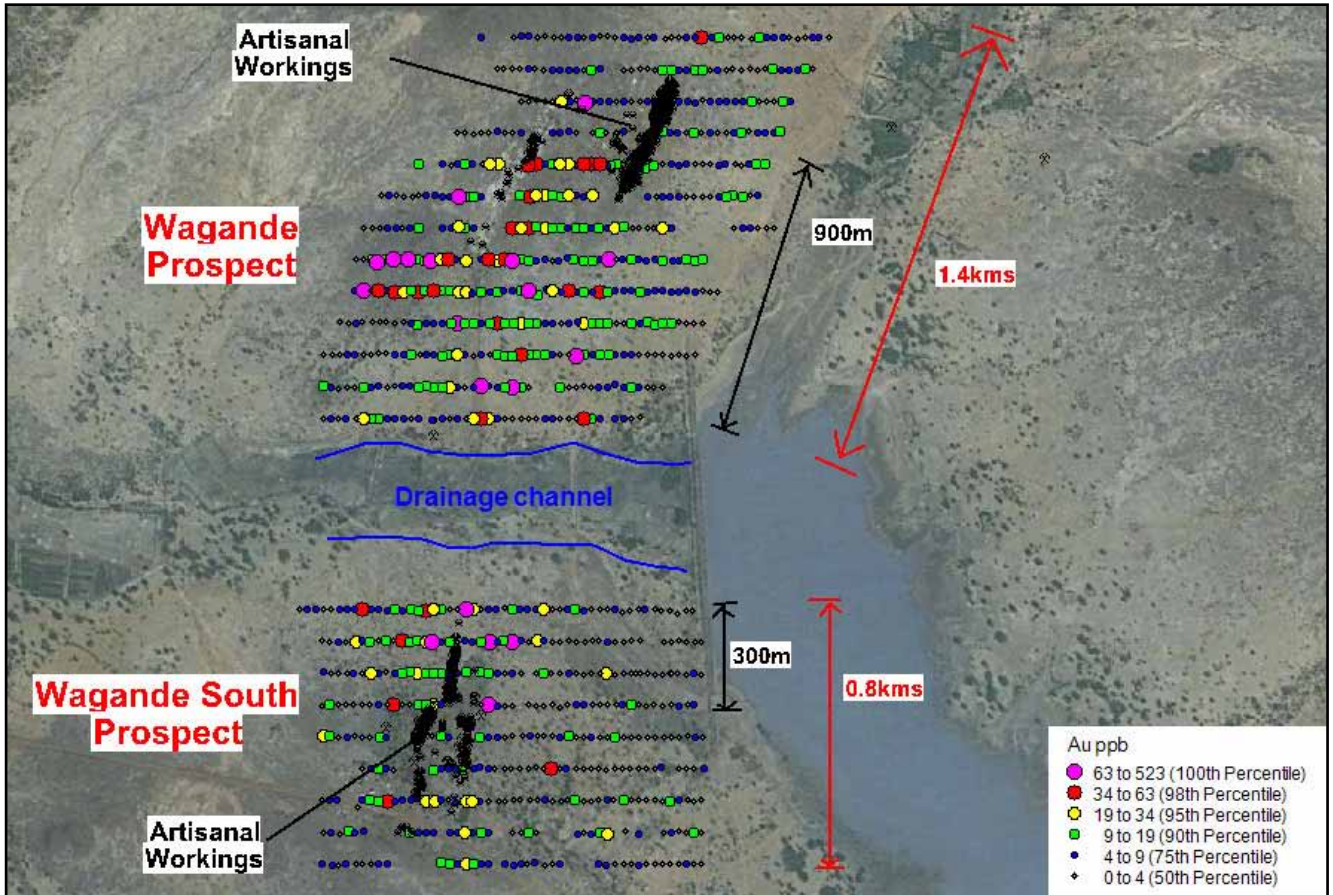 Artisanal
Workings
Wagande
Prospect
900m
1.4kms
Drainage channel
Wagande South
Prospect
300m
0.8kms
Artisanal
Workings
Au ppb
63 to 523 (100th Percentile)
34 to 63 (98th Percentile)
19 to 34 (95th Percentile)
9 to 19 (90th Percentile)
4 to 9 (75th Percentile)
0 to 4 (50th Percentile)